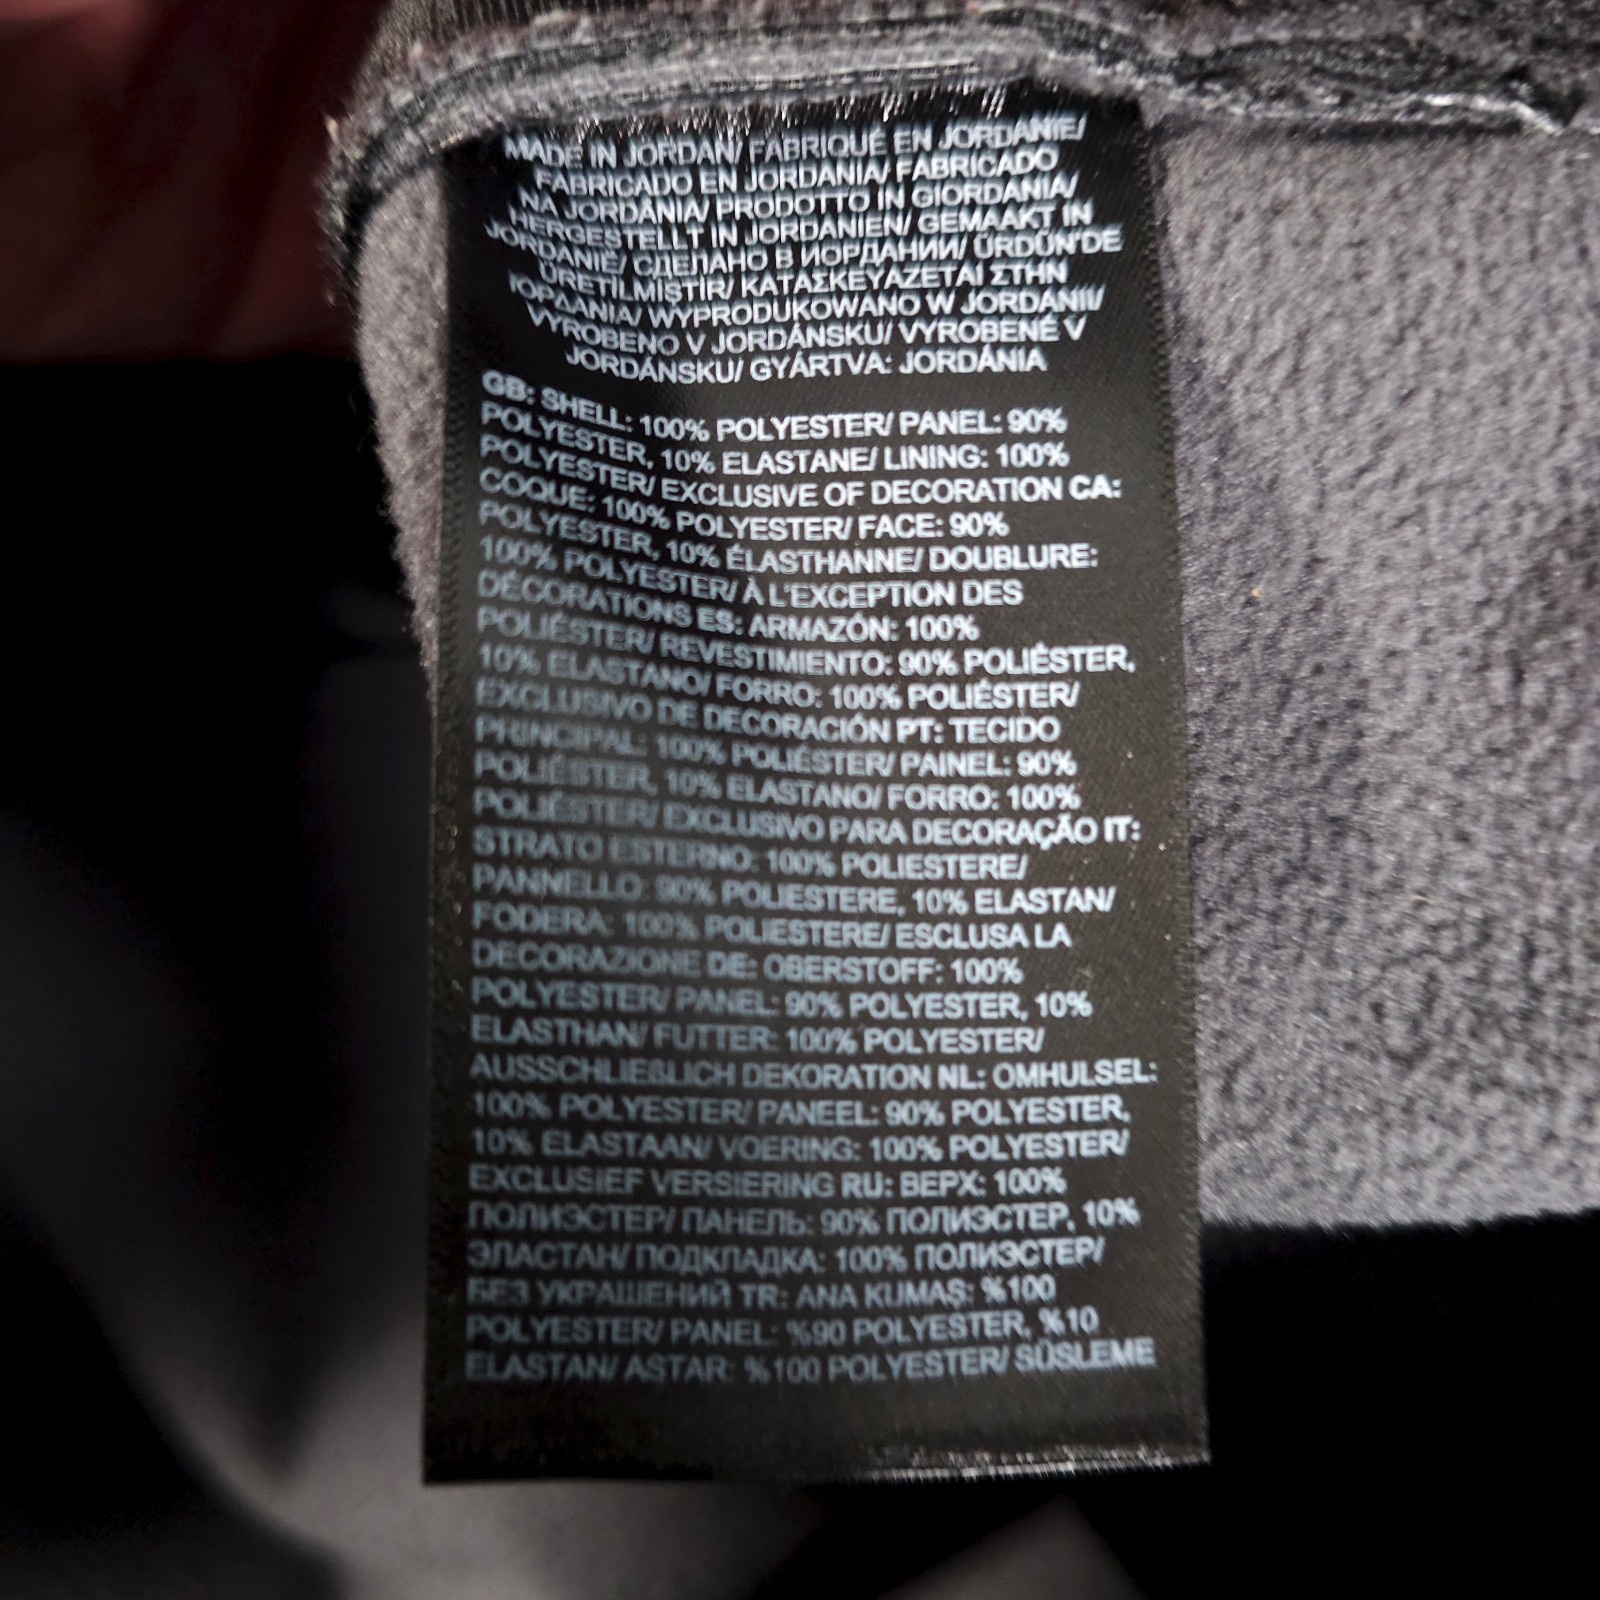 MADE IN JORDAN/ FABRIQUÉ EN JORDANIE/
FABRICADO EN JORDANIA/ FABRICADO
NA JORDÂNIA/ PRODOTTO IN GIORDANIA/
HERGESTELLT IN JORDANIEN/ GEMAAKT IN
JORDANIË/ СДЕЛАНО В ИОРДАНИИ/ ÜRDÜN'DE
ÜRETİLMİŞTİR/ ΚΑΤΑΣΚΕΥΑΖΕΤΑΙ ΣΤΗΝ
ΙΟΡΔΑΝΙΑ/ WYPRODUKOWANO W JORDANII/
VYROBENO V JORDÁNSKU/ VYROBENÉ V
JORDÁNSKU/ GYÁRTVA: JORDÁNIA
GB: SHELL: 100% POLYESTER/ PANEL: 90%
POLYESTER, 10% ELASTANE/ LINING: 100%
POLYESTER/ EXCLUSIVE OF DECORATION CA:
COQUE: 100% POLYESTER/ FACE: 90%
POLYESTER, 10% ÉLASTHANNE/ DOUBLURE:
100% POLYESTER/ À L'EXCEPTION DES
DÉCORATIONS ES: ARMAZÓN: 100%
POLIÉSTER/ REVESTIMIENTO: 90% POLIÉSTER,
10% ELASTANO/ FORRO: 100% POLIÉSTER/
EXCLUSIVO DE DECORACIÓN PT: TECIDO
PRINCIPAL: 100% POLIÉSTER/ PAINEL: 90%
POLIÉSTER, 10% ELASTANO/ FORRO: 100%
POLIÉSTER/ EXCLUSIVO PARA DECORAÇÃO IT:
STRATO ESTERNO: 100% POLIESTERE/
PANNELLO: 90% POLIESTERE, 10% ELASTAN/
FODERA: 100% POLIESTERE/ ESCLUSA LA
DECORAZIONE DE: OBERSTOFF: 100%
POLYESTER/ PANEL: 90% POLYESTER, 10%
ELASTHAN/ FUTTER: 100% POLYESTER/
AUSSCHLIEßLICH DEKORATION NL: OMHULSEL:
100% POLYESTER/ PANEEL: 90% POLYESTER,
10% ELASTAAN/ VOERING: 100% POLYESTER/
EXCLUSIEF VERSIERING RU: ВЕРХ: 100%
ПОЛИЭСТЕР/ ПАНЕЛЬ: 90% ПОЛИЭСТЕР, 10%
ЭЛАСТАН/ ПОДКЛАДКА: 100% ПОЛИЭСТЕР/
БЕЗ УКРАШЕНИЙ TR: ANA KUMAŞ: %100
POLYESTER/ PANEL: %90 POLYESTER, %10
ELASTAN/ ASTAR: %100 POLYESTER/ SÜSLEME